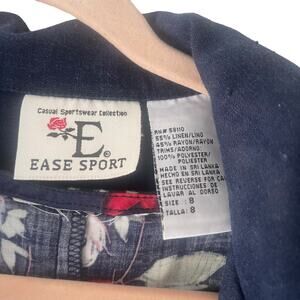 Casual Sportswear Collection
E
EASE SPORT
RN# 59110
55% LINEN/LINO
45% RAYON/RAYON
TRIMS/ADORNO:
100% POLYESTER/
POLIESTER
MADE IN SRI LANKA
HECHO EN SRI LANKA
SEE REVERSE FOR CA
INSTRUCCIONES DE
LAVAR AL DORSO
SIZE : 8
TALLA : 8